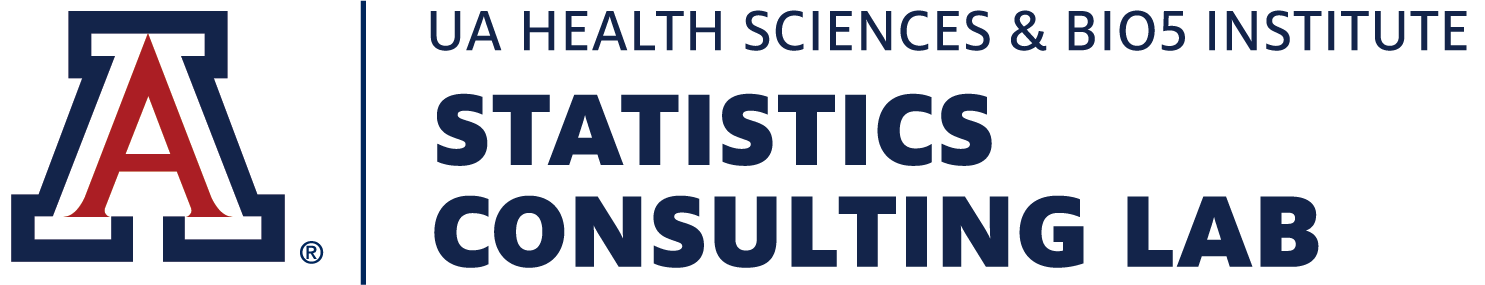 A®
UA HEALTH SCIENCES & BIO5 INSTITUTE
STATISTICS
CONSULTING LAB